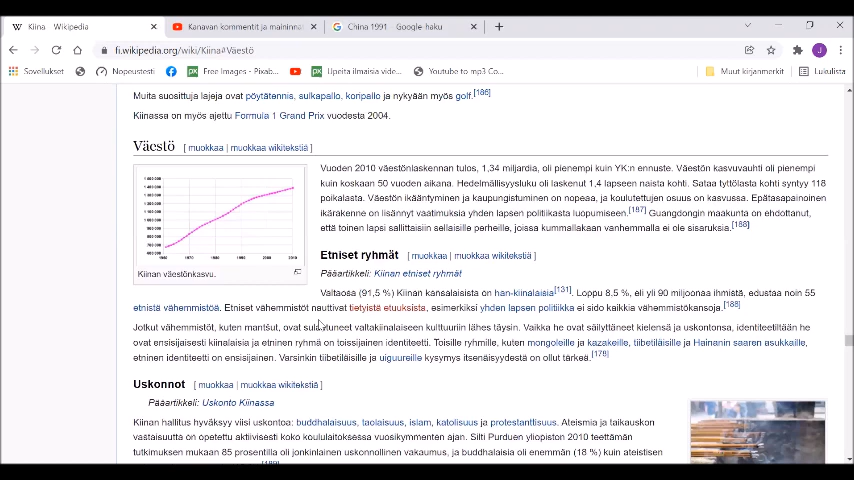 Kiina – Wikipedia
Kanavan kommentit ja maininna
China 1991 – Google-haku
fi.wikipedia.org/wiki/Kiina#Väestö
J
Sovellukset
Nopeustesti
Free Images - Pixab...
Upeita ilmaisia vide...
Youtube to mp3 Co...
Muut kirjanmerkit
Lukulista
Muita suosittuja lajeja ovat pöytätennis, sulkapallo, koripallo ja nykyään myös golf.[186]
Kiinassa on myös ajettu Formula 1 Grand Prix vuodesta 2004.
Väestö [ muokkaa | muokkaa wikitekstiä ]
Kiinan väestönkasvu.
Vuoden 2010 väestönlaskennan tulos, 1,34 miljardia, oli pienempi kuin YK:n ennuste. Väestön kasvuvauhti oli pienempi
kuin koskaan 50 vuoden aikana. Hedelmällisyysluku oli laskenut 1,4 lapseen naista kohti. Sataa tyttölasta kohti syntyy 118
poikalasta. Väestön ikääntyminen ja kaupungistuminen on nopeaa, ja koulutettujen osuus on kasvussa. Epätasapainoinen
ikärakenne on lisännyt vaatimuksia yhden lapsen politiikasta luopumiseen.[187] Guangdongin maakunta on ehdottanut,
että toinen lapsi sallittaisiin sellaisille perheille, joissa kummallakaan vanhemmalla ei ole sisaruksia.[188]
Etniset ryhmät [ muokkaa | muokkaa wikitekstiä ]
Pääartikkeli: Kiinan etniset ryhmät
Valtaosa (91,5 %) Kiinan kansalaisista on han-kiinalaisia[131]. Loppu 8,5 %, eli yli 90 miljoonaa ihmistä, edustaa noin 55
etnistä vähemmistöä. Etniset vähemmistöt nauttivat tietyistä etuuksista, esimerkiksi yhden lapsen politiikka ei sido kaikkia vähemmistökansoja.[188]
Jotkut vähemmistöt, kuten mantšut, ovat sulautuneet valtakiinalaiseen kulttuuriin lähes täysin. Vaikka he ovat säilyttäneet kielensä ja uskontonsa, identiteetiltään he
ovat ensisijaisesti kiinalaisia ja etninen ryhmä on toissijainen identiteetti. Toisille ryhmille, kuten mongoleille ja kazakeille, tiibetiläisille ja Hainanin saaren asukkaille,
etninen identiteetti on ensisijainen. Varsinkin tiibetiläisille ja uiguureille kysymys itsenäisyydestä on ollut tärkeä.[178]
Uskonnot [ muokkaa | muokkaa wikitekstiä ]
Pääartikkeli: Uskonto Kiinassa
Kiinan hallitus hyväksyy viisi uskontoa: buddhalaisuus, taolaisuus, islam, katolisuus ja protestanttisuus. Ateismia ja taikauskon
vastaisuutta on opetettu aktiivisesti koko koululaitoksessa vuosikymmenten ajan. Silti Purduen yliopiston 2010 teettämän
tutkimuksen mukaan 85 prosentilla oli jonkinlainen uskonnollinen vakaumus, ja buddhalaisia oli enemmän (18 %) kuin ateistisen